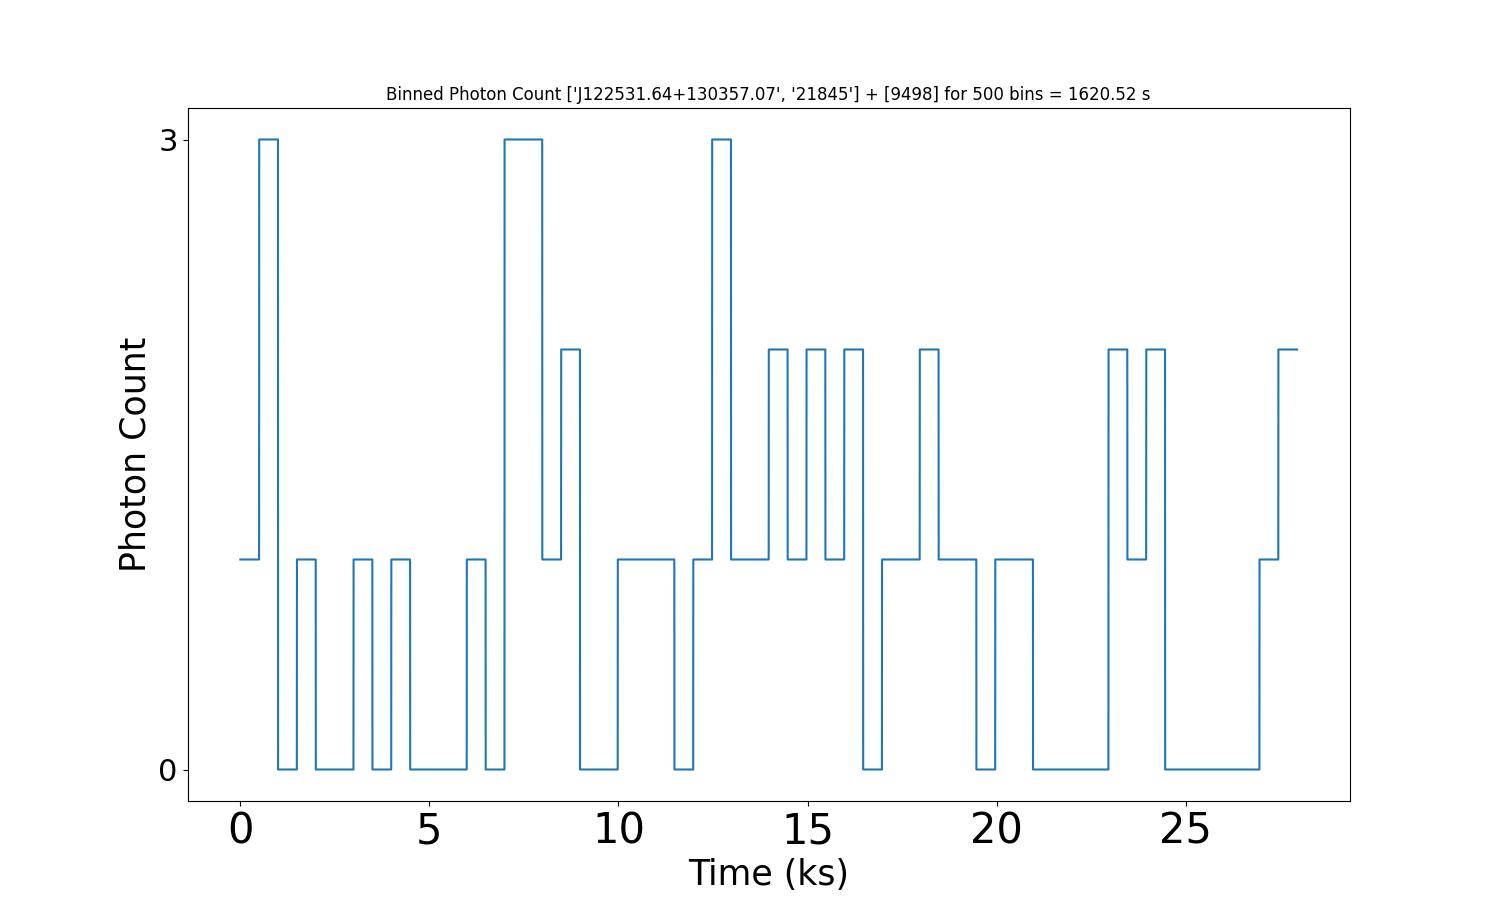 Binned Photon Count ['J122531.64+130357.07', '21845'] + [9498] for 500 bins = 1620.52 s
3
Photon Count
0
0 5 10 15 20 25
Time (ks)